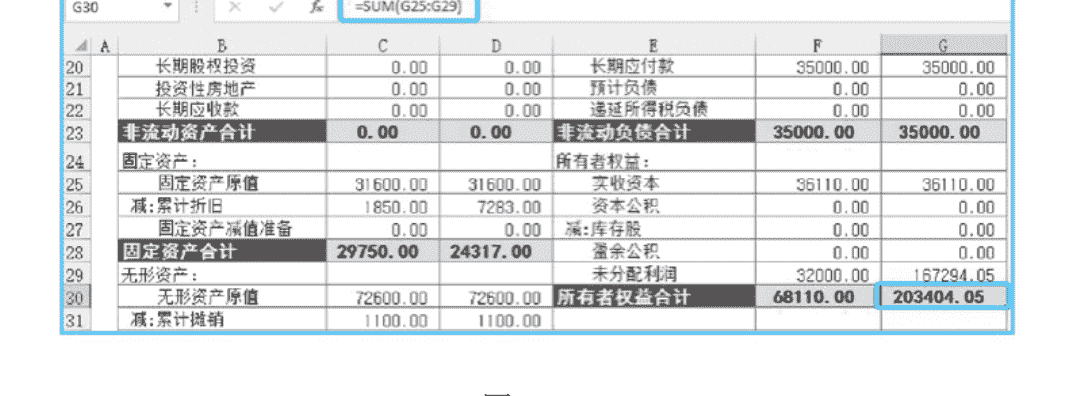 G30 fx =SUM(G25:G29)
A B C D E F G
20 长期股权投资 0.00 0.00 长期应付款 35000.00 35000.00
21 投资性房地产 0.00 0.00 预计负债 0.00 0.00
22 长期应收款 0.00 0.00 递延所得税负债 0.00 0.00
23 非流动资产合计 0.00 0.00 非流动负债合计 35000.00 35000.00
24 固定资产: 所有者权益:
25 固定资产原值 31600.00 31600.00 实收资本 36110.00 36110.00
26 减:累计折旧 1850.00 7283.00 资本公积 0.00 0.00
27 固定资产减值准备 0.00 0.00 减:库存股 0.00 0.00
28 固定资产合计 29750.00 24317.00 盈余公积 0.00 0.00
29 无形资产: 未分配利润 32000.00 167294.05
30 无形资产原值 72600.00 72600.00 所有者权益合计 68110.00 203404.05
31 减:累计摊销 1100.00 1100.00